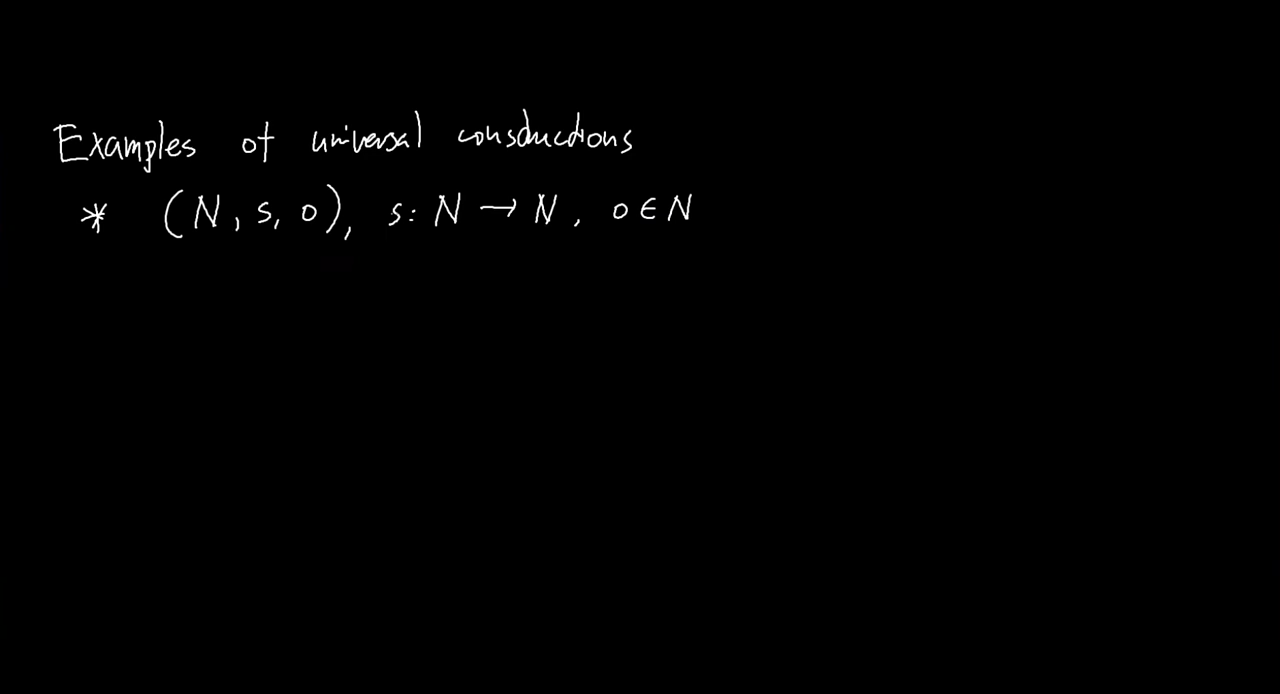 Examples of universal constructions
* (N, s, 0), s: N → N, 0 ∈ N